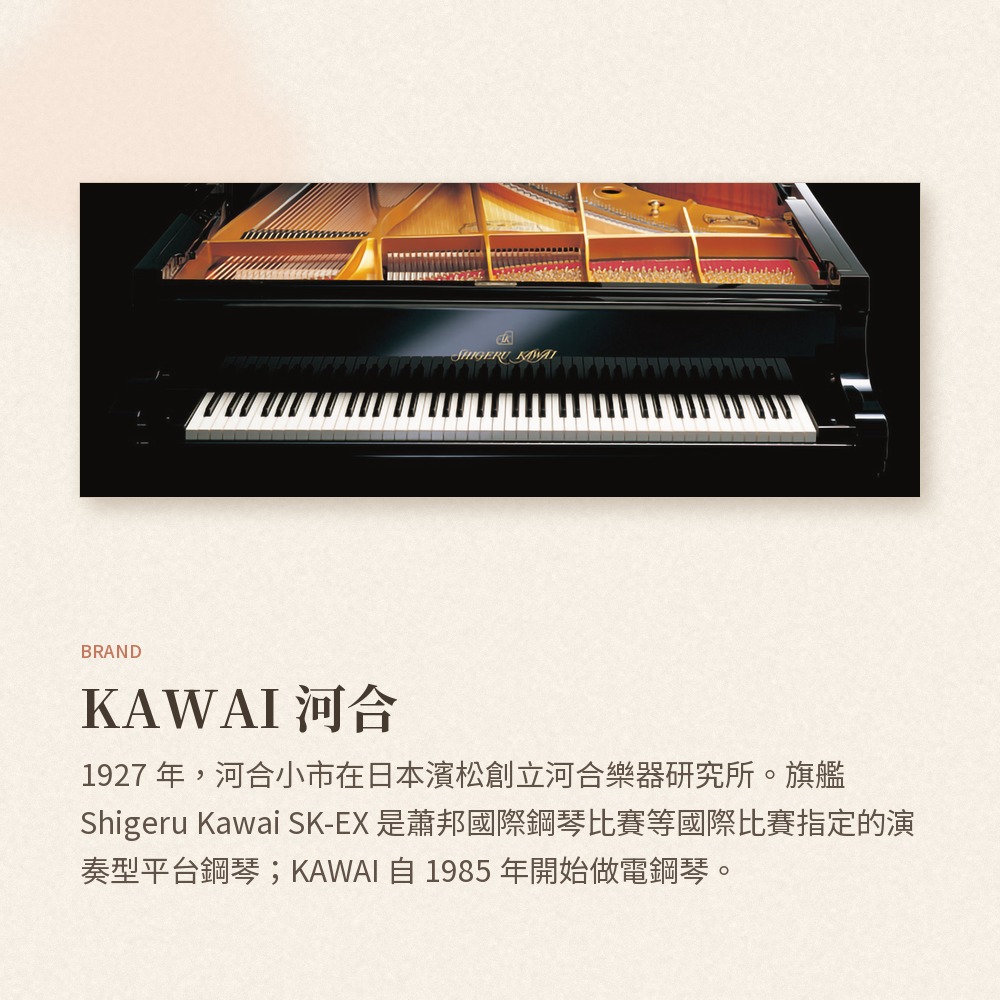 SHIGERU KAWAI
BRAND
KAWAI 河合
1927 年，河合小市在日本濱松創立河合樂器研究所。旗艦
Shigeru Kawai SK-EX 是蕭邦國際鋼琴比賽等國際比賽指定的演
奏型平台鋼琴；KAWAI 自 1985 年開始做電鋼琴。